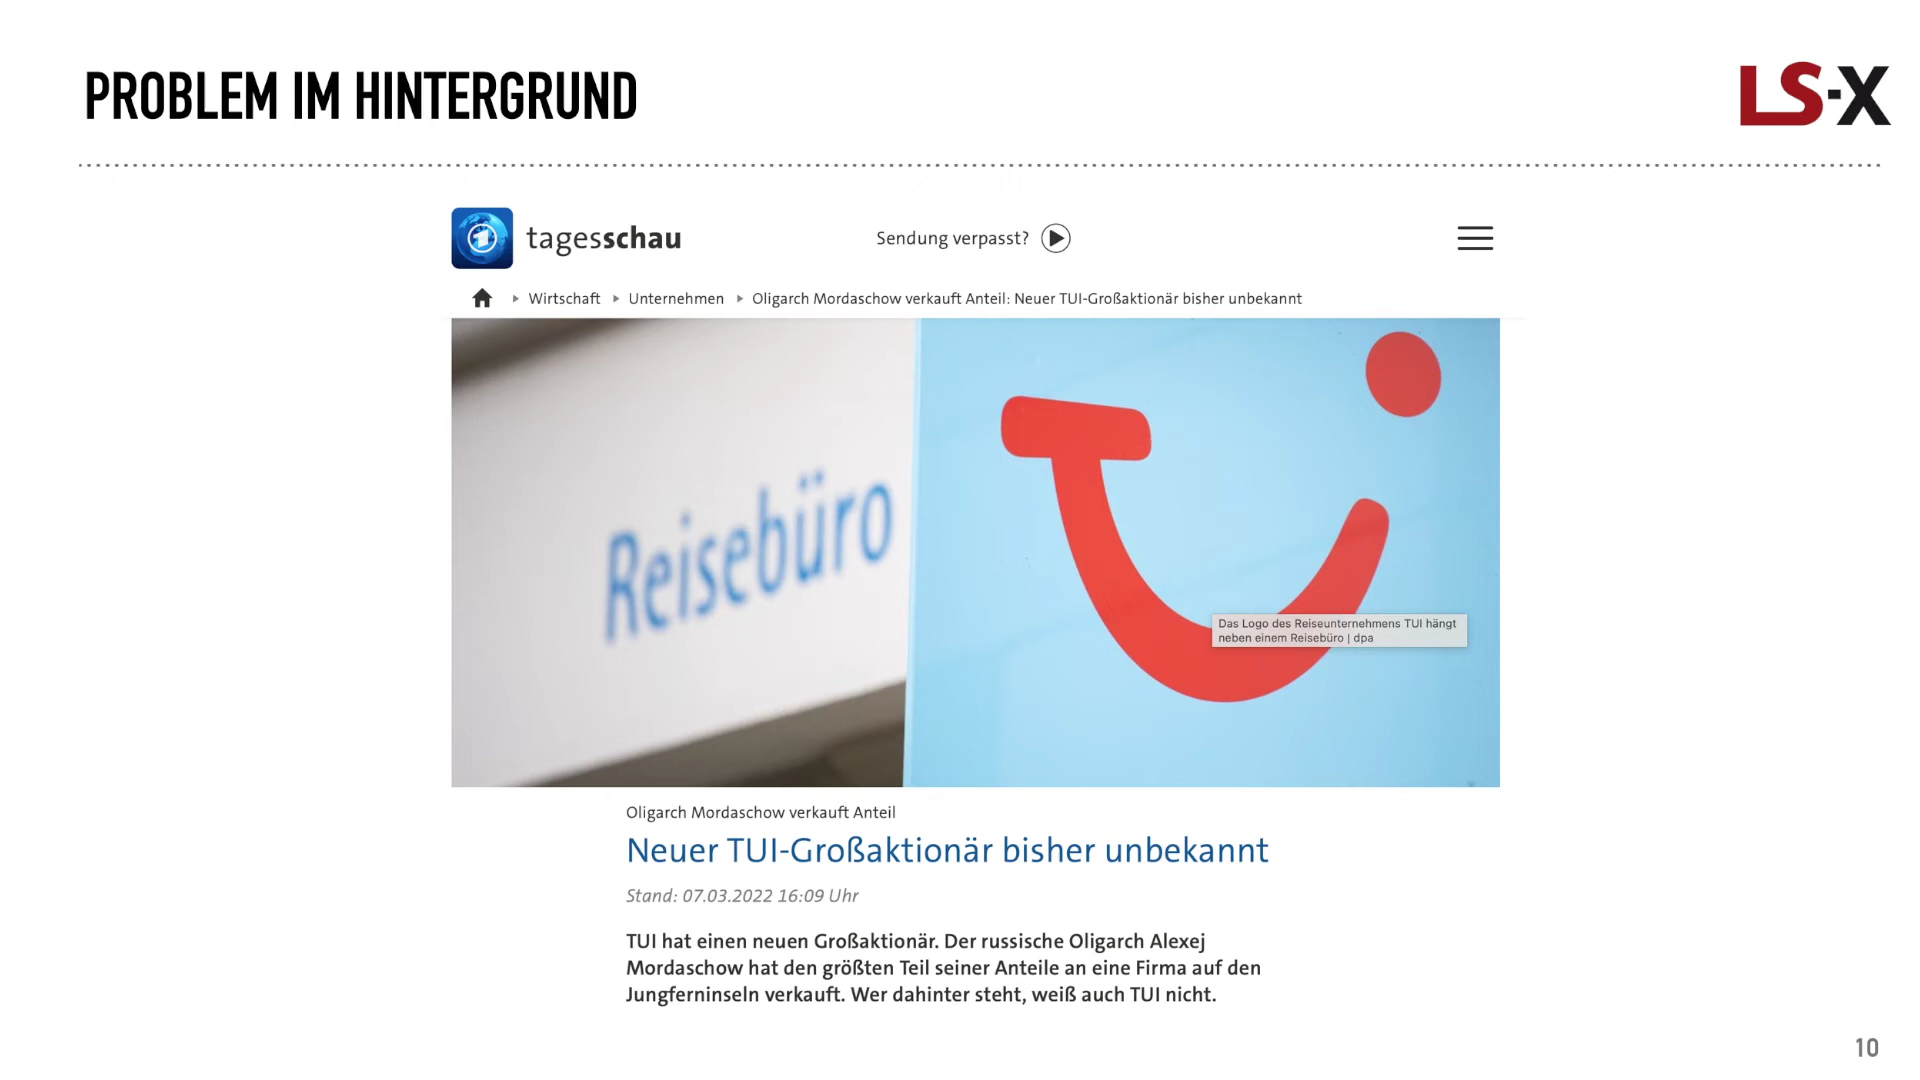 PROBLEM IM HINTERGRUND
LS-X
tagesschau
Sendung verpasst?
Wirtschaft
Unternehmen
Oligarch Mordaschow verkauft Anteil: Neuer TUI-Großaktionär bisher unbekannt
Reisebüro
Das Logo des Reiseunternehmens TUI hängt
neben einem Reisebüro | dpa
Oligarch Mordaschow verkauft Anteil
Neuer TUI-Großaktionär bisher unbekannt
Stand: 07.03.2022 16:09 Uhr
TUI hat einen neuen Großaktionär. Der russische Oligarch Alexej
Mordaschow hat den größten Teil seiner Anteile an eine Firma auf den
Jungferninseln verkauft. Wer dahinter steht, weiß auch TUI nicht.
10